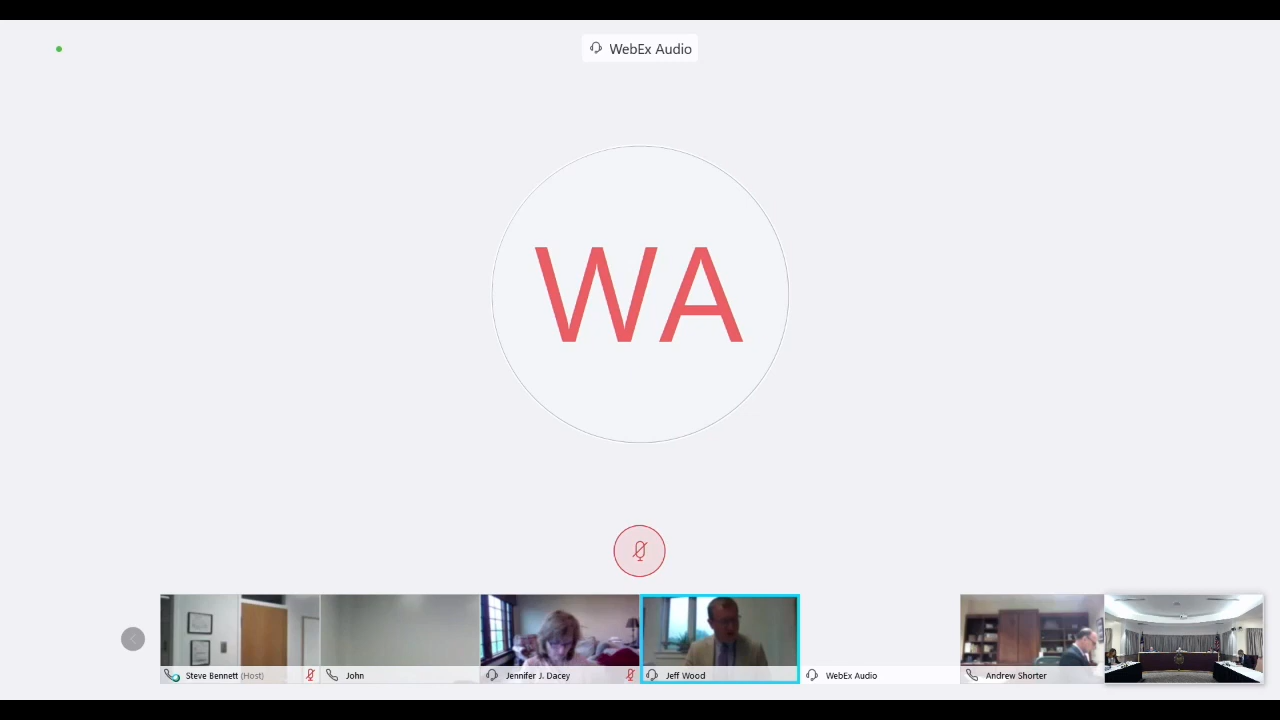 WebEx Audio
WA
Steve Bennett (Host)
John
Jennifer J. Dacey
Jeff Wood
WebEx Audio
Andrew Shorter